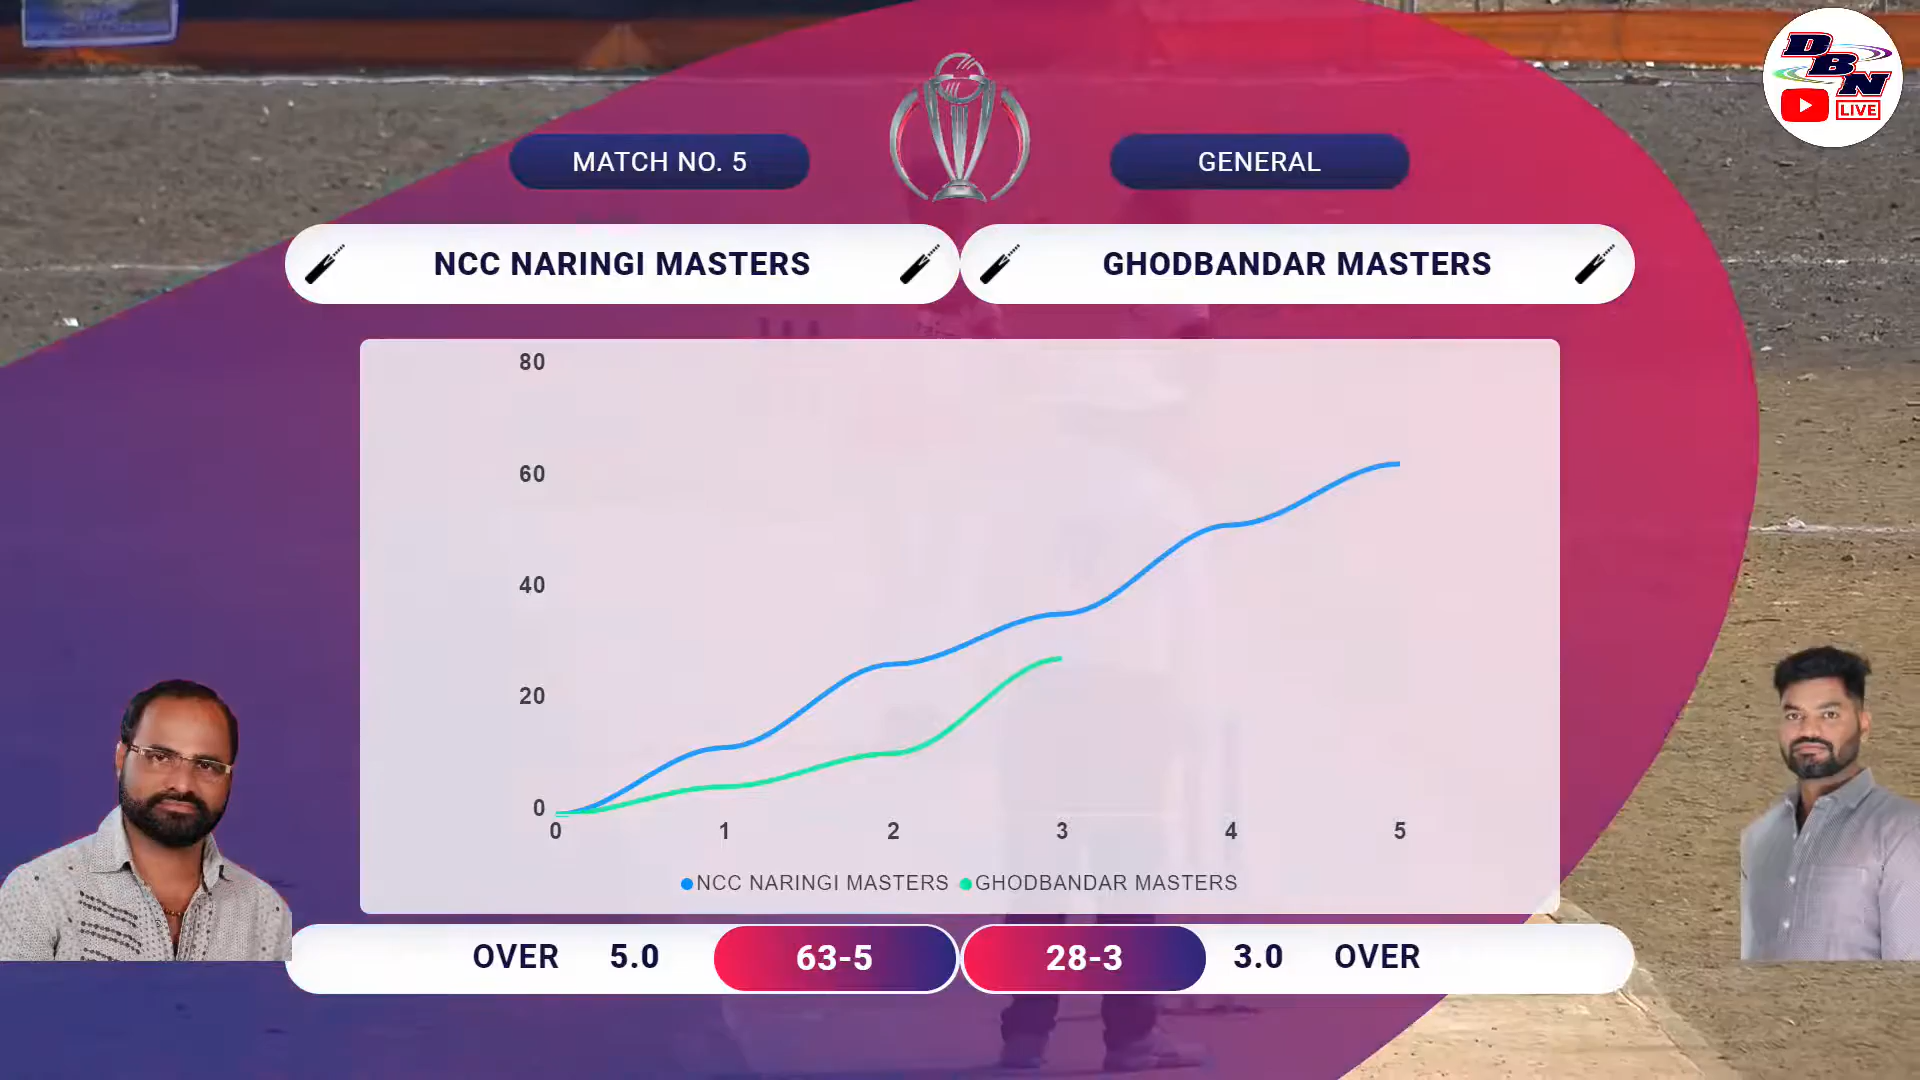 DBN
LIVE
MATCH NO. 5
GENERAL
NCC NARINGI MASTERS
GHODBANDAR MASTERS
80
60
40
20
0
0 1 2 3 4 5
NCC NARINGI MASTERS GHODBANDAR MASTERS
OVER 5.0 63-5 28-3 3.0 OVER